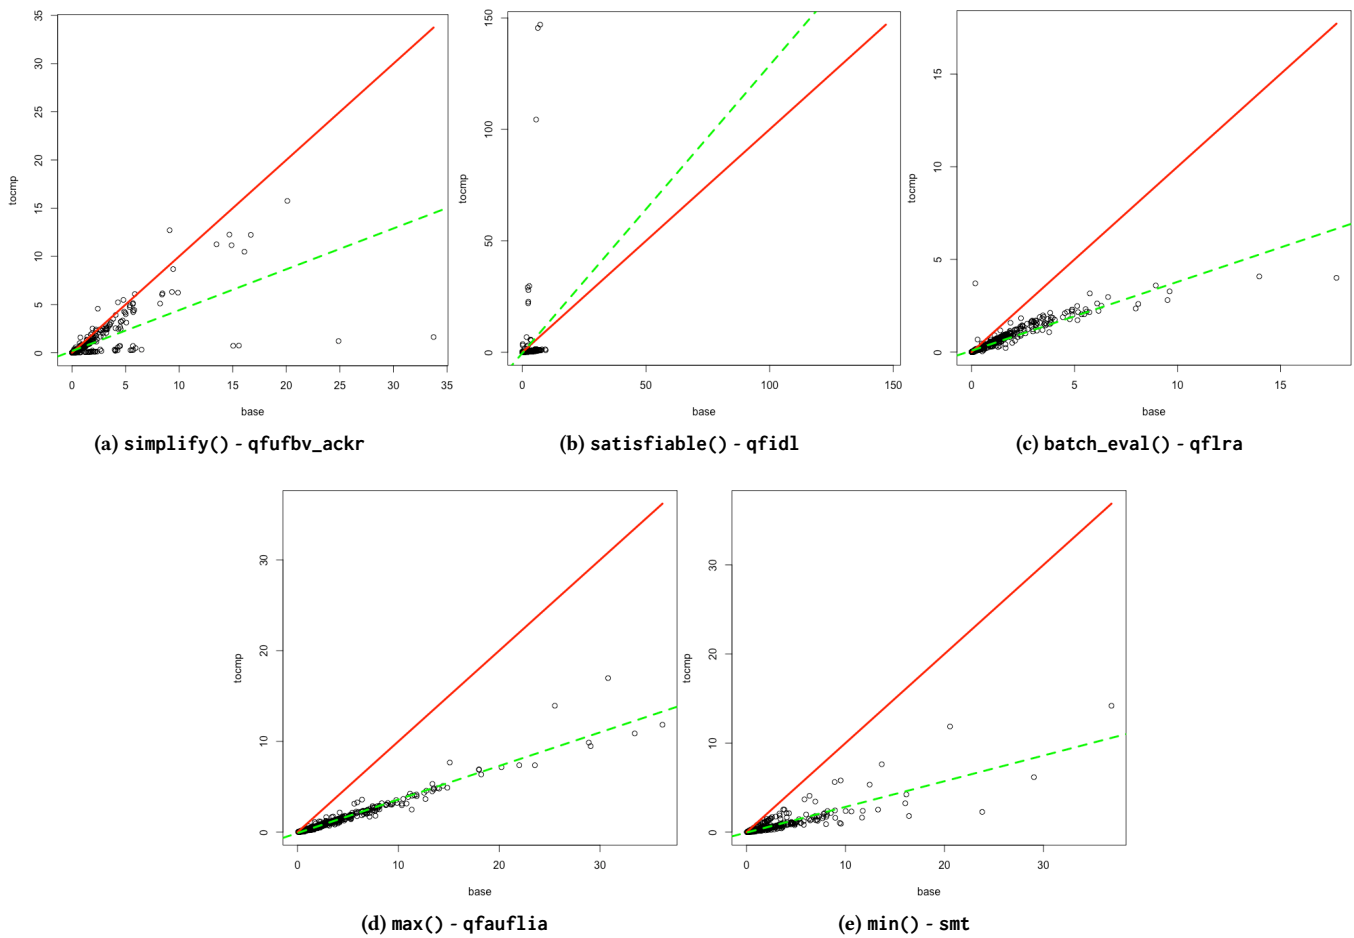 35
30
25
20
15
10
5
0
tocmp
0 5 10 15 20 25 30 35
base
(a) simplify() - qfufbv_ackr
150
100
50
0
tocmp
0 50 100 150
base
(b) satisfiable() - qfidl
15
10
5
0
tocmp
0 5 10 15
base
(c) batch_eval() - qflra
30
20
10
0
tocmp
0 10 20 30
base
(d) max() - qfauflia
30
20
10
0
tocmp
0 10 20 30
base
(e) min() - smt